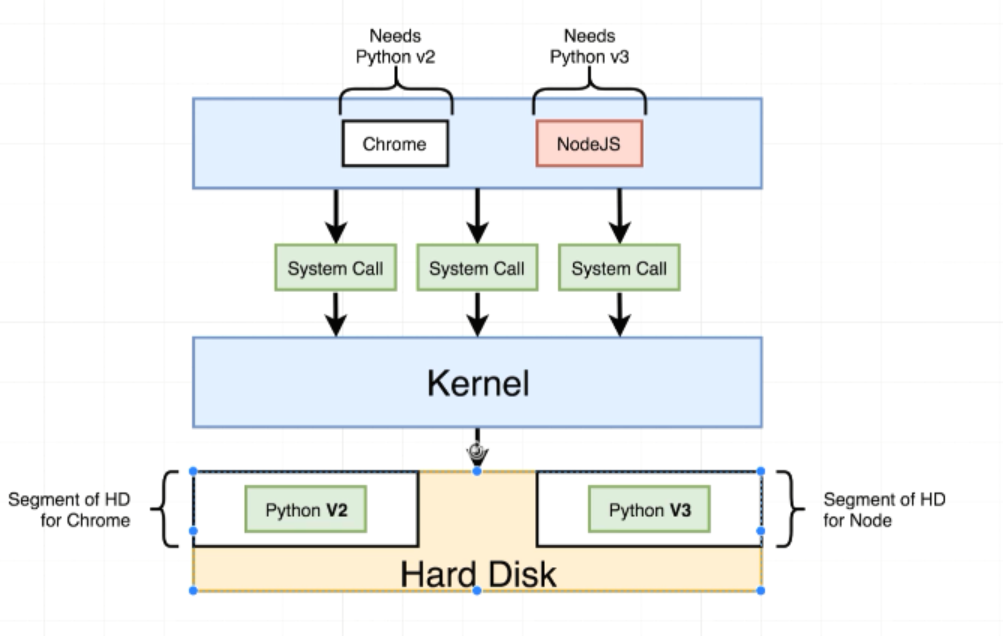 Needs
Python v2
Needs
Python v3
Chrome
NodeJS
System Call
System Call
System Call
Kernel
Segment of HD
for Chrome
Python V2
Python V3
Segment of HD
for Node
Hard Disk